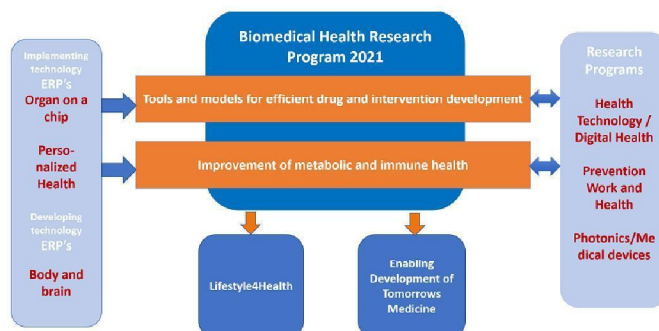 Implementing technology
ERP's
Organ on a
chip
Perso-
nalized
Health
Developing technology
ERP's
Body and
brain
Biomedical Health Research
Program 2021
Tools and models for efficient drug and intervention development
Improvement of metabolic and immune health
Lifestyle4Health
Enabling
Development of
Tomorrows
Medicine
Research
Programs
Health
Technology /
Digital Health
Prevention
Work and
Health
Photonics/Me
dical devices